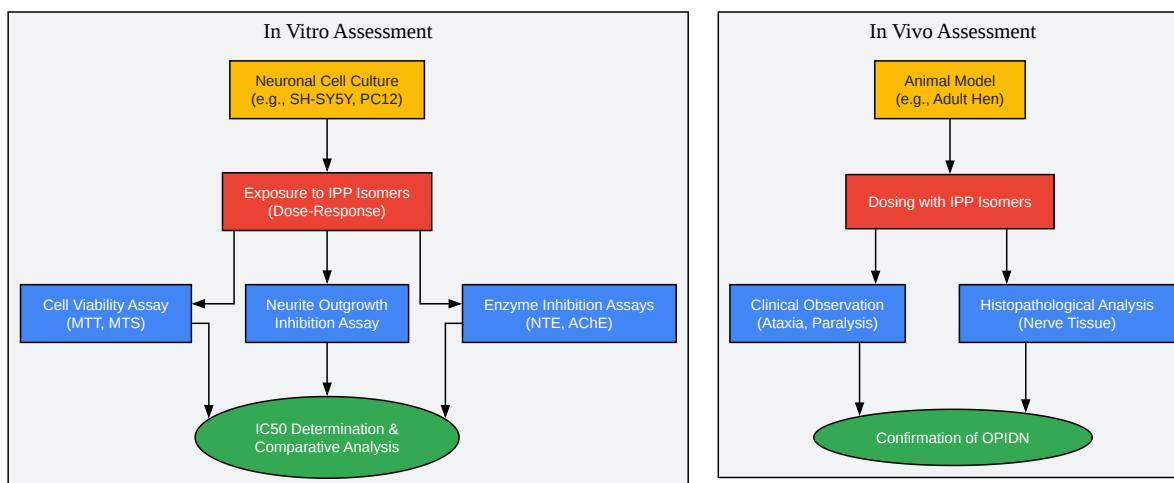 In Vitro Assessment
Neuronal Cell Culture
(e.g., SH-SY5Y, PC12)
Exposure to IPP Isomers
(Dose-Response)
Cell Viability Assay
(MTT, MTS)
Neurite Outgrowth
Inhibition Assay
Enzyme Inhibition Assays
(NTE, AChE)
IC50 Determination &
Comparative Analysis
In Vivo Assessment
Animal Model
(e.g., Adult Hen)
Dosing with IPP Isomers
Clinical Observation
(Ataxia, Paralysis)
Histopathological Analysis
(Nerve Tissue)
Confirmation of OPIDN